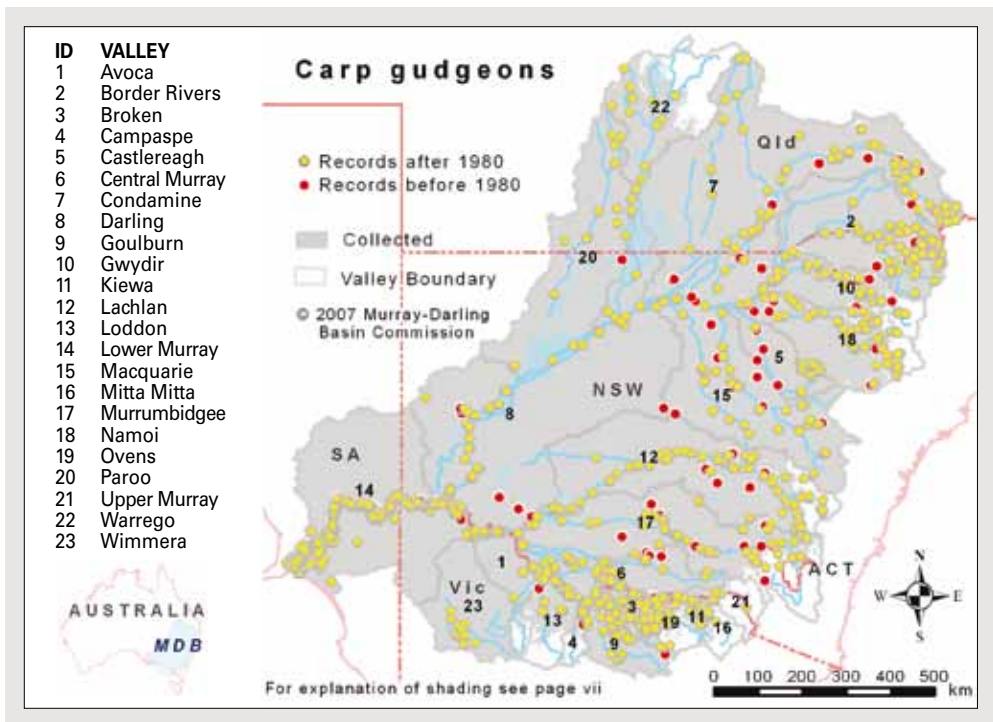 ID VALLEY
1 Avoca
2 Border Rivers
3 Broken
4 Campaspe
5 Castlereagh
6 Central Murray
7 Condamine
8 Darling
9 Goulburn
10 Gwydir
11 Kiewa
12 Lachlan
13 Loddon
14 Lower Murray
15 Macquarie
16 Mitta Mitta
17 Murrumbidgee
18 Namoi
19 Ovens
20 Paroo
21 Upper Murray
22 Warrego
23 Wimmera
AUSTRALIA
MDB
Carp gudgeons
Records after 1980
Records before 1980
Collected
Valley Boundary
© 2007 Murray-Darling
Basin Commission
22
Qld
7
2
20
10
18
5
NSW
15
8
SA
12
14
17
1
6
ACT
Vic
23
3
21
13
19
11
16
4
9
N
W E
S
For explanation of shading see page vii
0 100 200 300 400 500
km